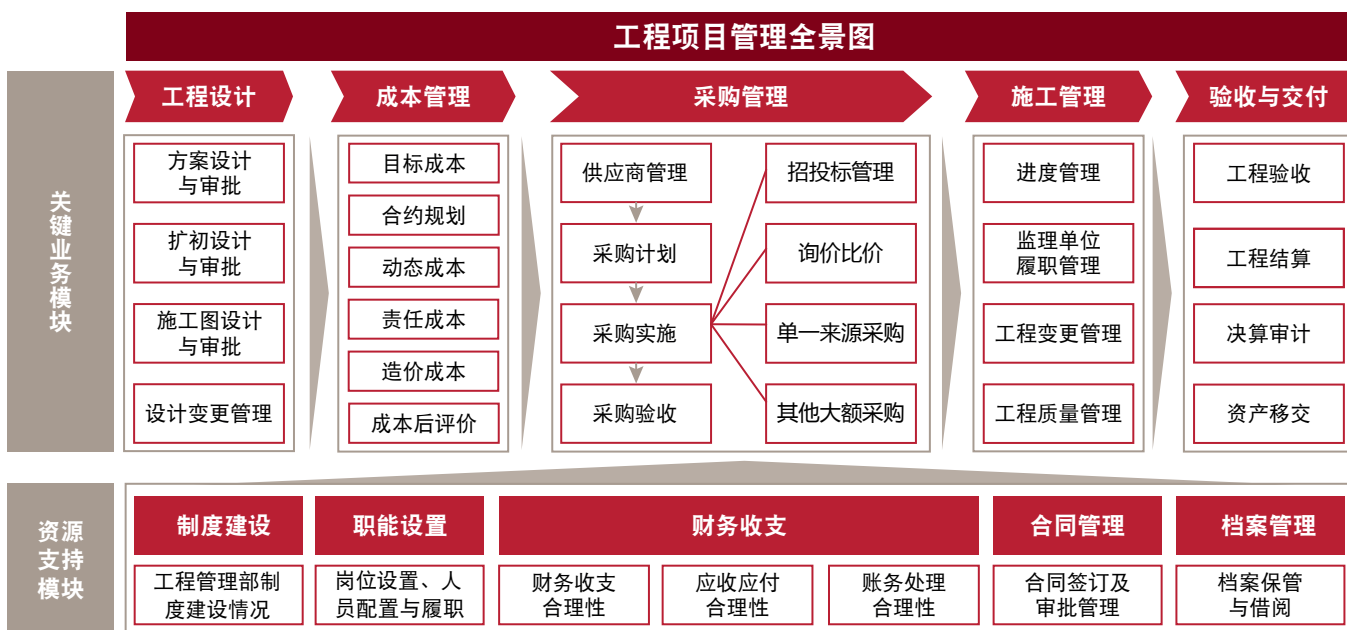 工程项目管理全景图
关键业务模块
工程设计
成本管理
采购管理
施工管理
验收与交付
方案设计
与审批
扩初设计
与审批
施工图设计
与审批
设计变更管理
目标成本
合约规划
动态成本
责任成本
造价成本
成本后评价
供应商管理
采购计划
采购实施
采购验收
招投标管理
询价比价
单一来源采购
其他大额采购
进度管理
监理单位
履职管理
工程变更管理
工程质量管理
工程验收
工程结算
决算审计
资产移交
资源
支持
模块
制度建设
职能设置
财务收支
合同管理
档案管理
工程管理部制
度建设情况
岗位设置、人
员配置与履职
财务收支
合理性
应收应付
合理性
账务处理
合理性
合同签订及
审批管理
档案保管
与借阅